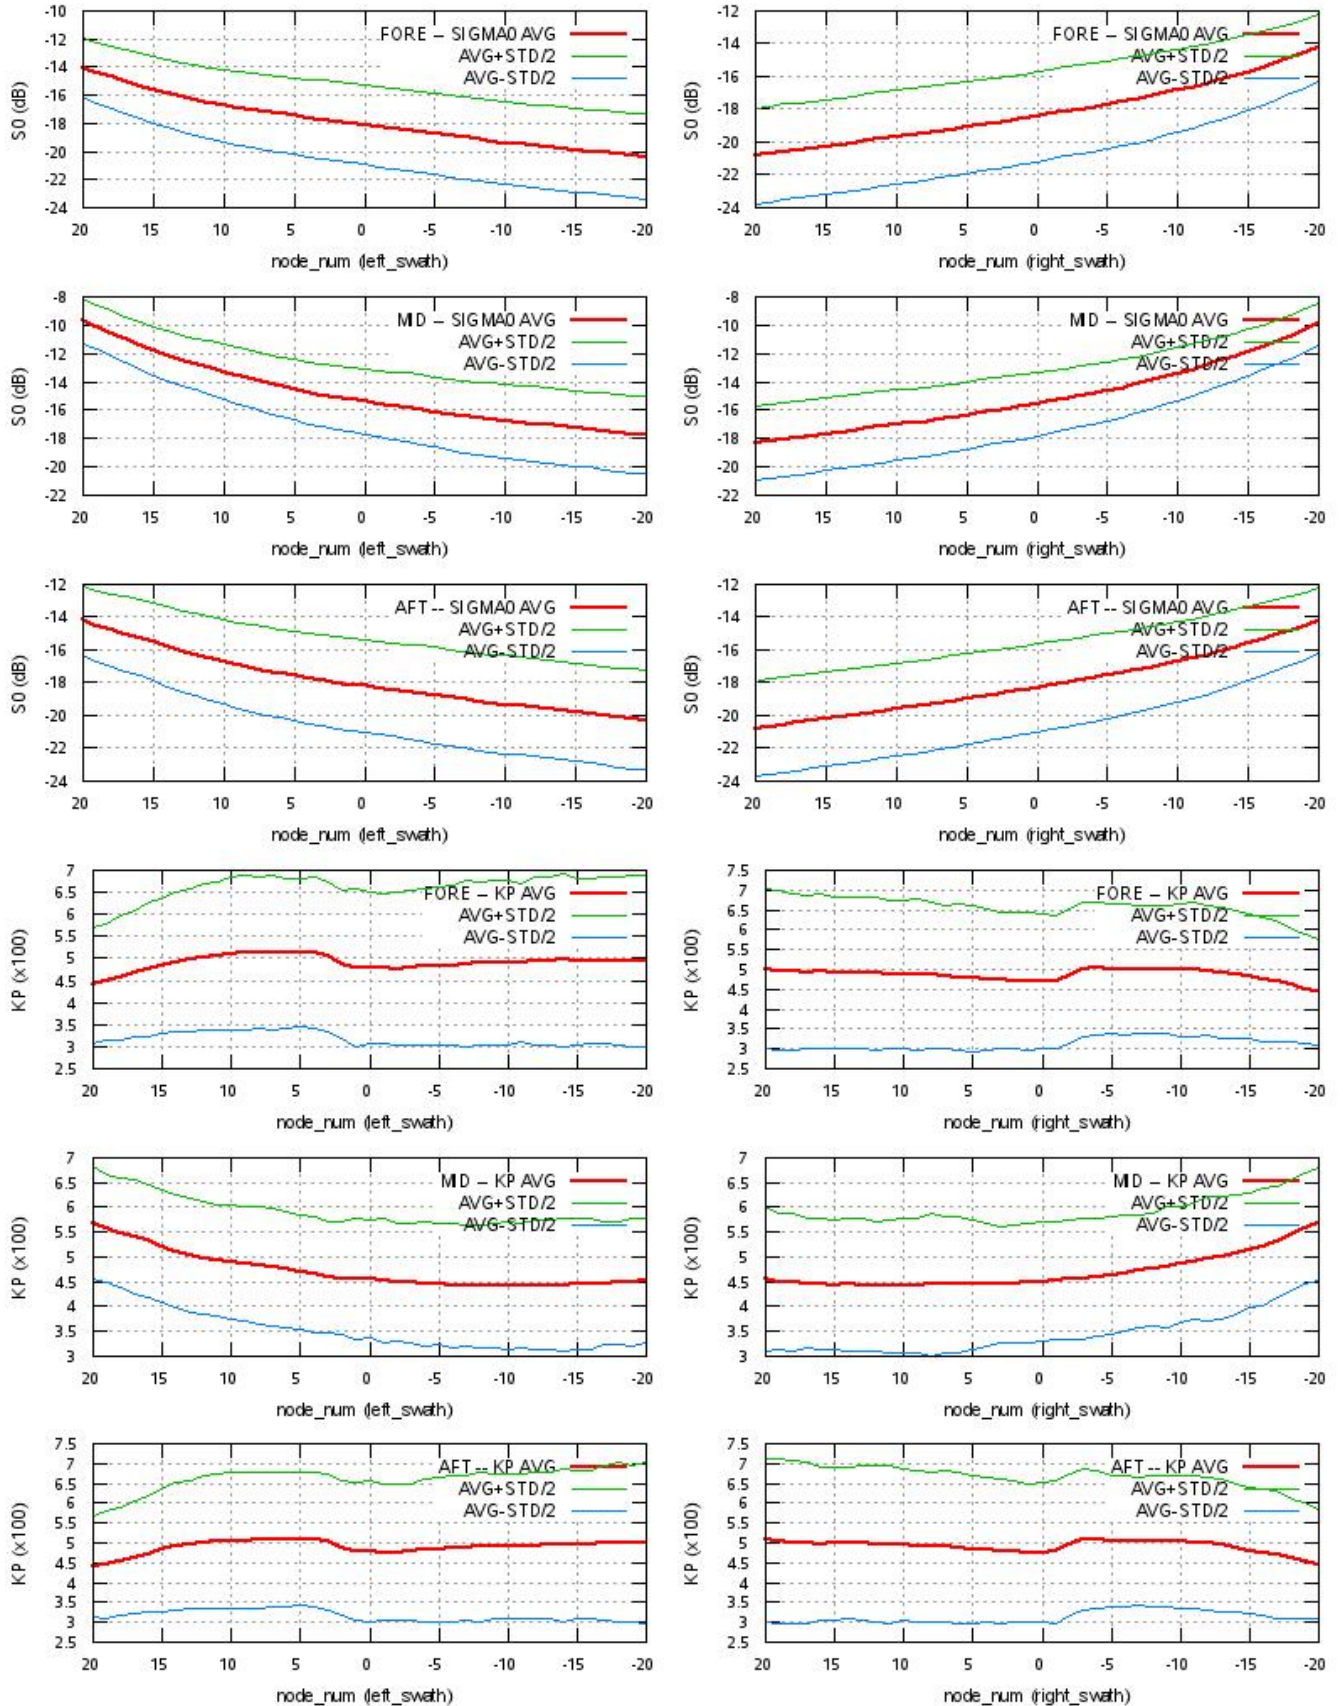 -10
-12
-14
-16
-18
-20
-22
-24
S0 (dB)
FORE -- SIGMA0 AVG
AVG+STD/2
AVG-STD/2
20 15 10 5 0 -5 -10 -15 -20
node_num (left_swath)
-12
-14
-16
-18
-20
-22
-24
S0 (dB)
FORE -- SIGMA0 AVG
AVG+STD/2
AVG-STD/2
20 15 10 5 0 -5 -10 -15 -20
node_num (right_swath)
-8
-10
-12
-14
-16
-18
-20
-22
S0 (dB)
MID -- SIGMA0 AVG
AVG+STD/2
AVG-STD/2
20 15 10 5 0 -5 -10 -15 -20
node_num (left_swath)
-8
-10
-12
-14
-16
-18
-20
-22
S0 (dB)
MID -- SIGMA0 AVG
AVG+STD/2
AVG-STD/2
20 15 10 5 0 -5 -10 -15 -20
node_num (right_swath)
-12
-14
-16
-18
-20
-22
-24
S0 (dB)
AFT -- SIGMA0 AVG
AVG+STD/2
AVG-STD/2
20 15 10 5 0 -5 -10 -15 -20
node_num (left_swath)
-12
-14
-16
-18
-20
-22
-24
S0 (dB)
AFT -- SIGMA0 AVG
AVG+STD/2
AVG-STD/2
20 15 10 5 0 -5 -10 -15 -20
node_num (right_swath)
7
6.5
6
5.5
5
4.5
4
3.5
3
2.5
KP (x100)
FORE -- KP AVG
AVG+STD/2
AVG-STD/2
20 15 10 5 0 -5 -10 -15 -20
node_num (left_swath)
7.5
7
6.5
6
5.5
5
4.5
4
3.5
3
2.5
KP (x100)
FORE -- KP AVG
AVG+STD/2
AVG-STD/2
20 15 10 5 0 -5 -10 -15 -20
node_num (right_swath)
7
6.5
6
5.5
5
4.5
4
3.5
3
KP (x100)
MID -- KP AVG
AVG+STD/2
AVG-STD/2
20 15 10 5 0 -5 -10 -15 -20
node_num (left_swath)
7
6.5
6
5.5
5
4.5
4
3.5
3
KP (x100)
MID -- KP AVG
AVG+STD/2
AVG-STD/2
20 15 10 5 0 -5 -10 -15 -20
node_num (right_swath)
7.5
7
6.5
6
5.5
5
4.5
4
3.5
3
2.5
KP (x100)
AFT -- KP AVG
AVG+STD/2
AVG-STD/2
20 15 10 5 0 -5 -10 -15 -20
node_num (left_swath)
7.5
7
6.5
6
5.5
5
4.5
4
3.5
3
2.5
KP (x100)
AFT -- KP AVG
AVG+STD/2
AVG-STD/2
20 15 10 5 0 -5 -10 -15 -20
node_num (right_swath)